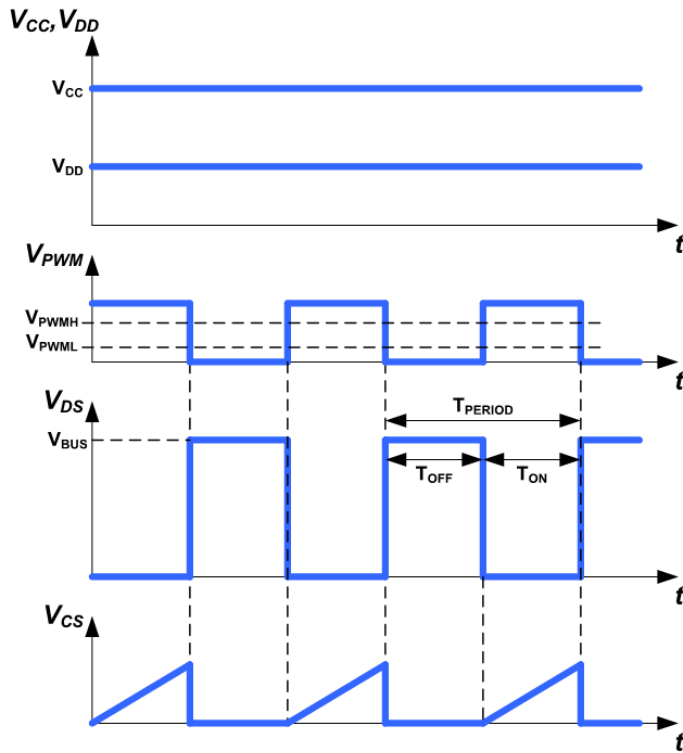 VCC, VDD
VCC
VDD
t
VPWM
VPWMH
VPWML
t
VDS
VBUS
TPERIOD
TOFF
TON
t
VCS
t